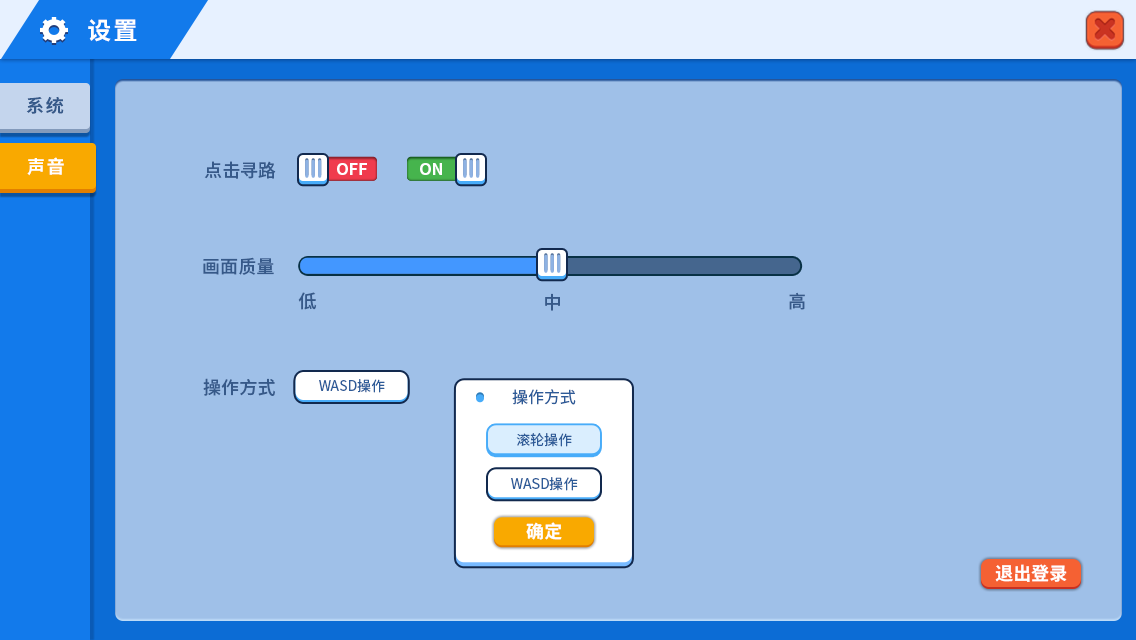 设置
系统
声音
点击寻路
OFF
ON
画面质量
低
中
高
操作方式
WASD操作
操作方式
滚轮操作
WASD操作
确定
退出登录